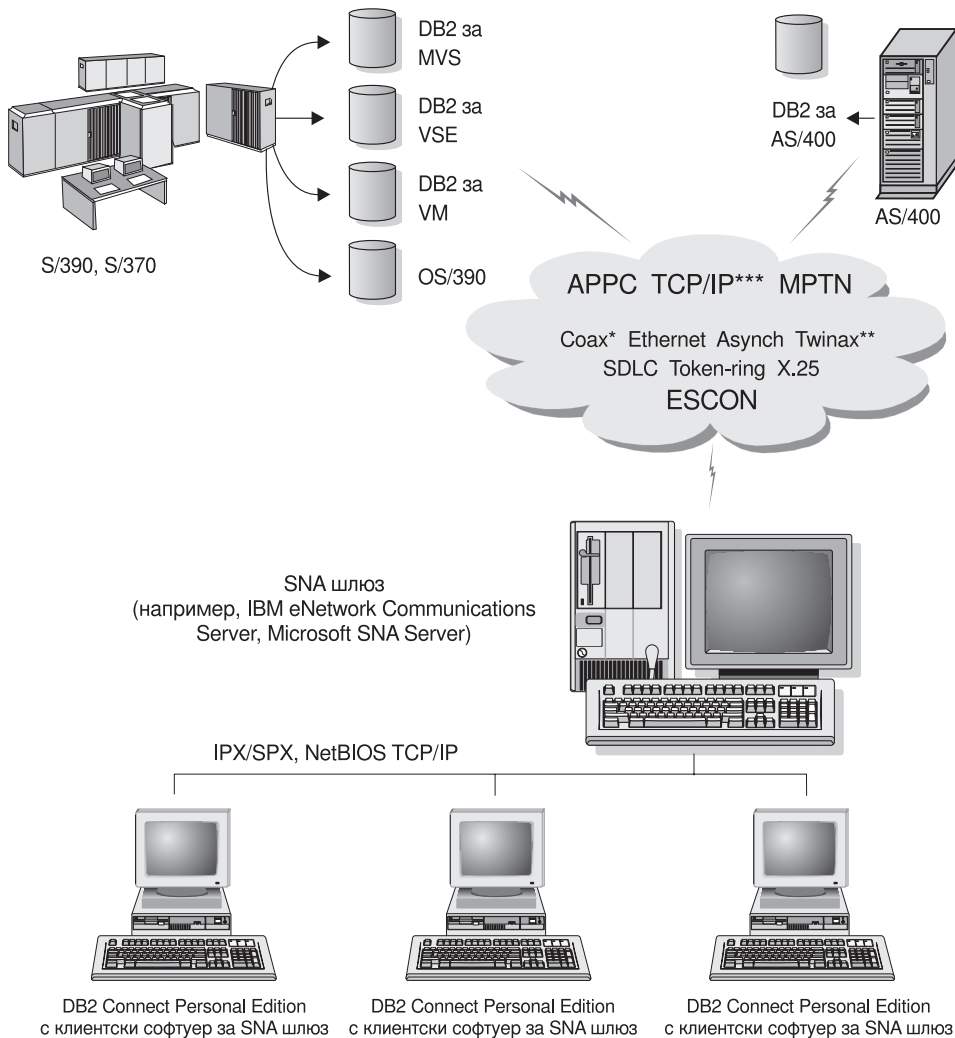 DB2 за
MVS
DB2 за
VSE
DB2 за
VM
OS/390
S/390, S/370
DB2 за
AS/400
AS/400
APPC TCP/IP*** MPTN
Coax* Ethernet Asynch Twinax**
SDLC Token-ring X.25
ESCON
SNA шлюз
(например, IBM eNetwork Communications
Server, Microsoft SNA Server)
IPX/SPX, NetBIOS TCP/IP
DB2 Connect Personal Edition
с клиентски софтуер за SNA шлюз
DB2 Connect Personal Edition
с клиентски софтуер за SNA шлюз
DB2 Connect Personal Edition
с клиентски софтуер за SNA шлюз